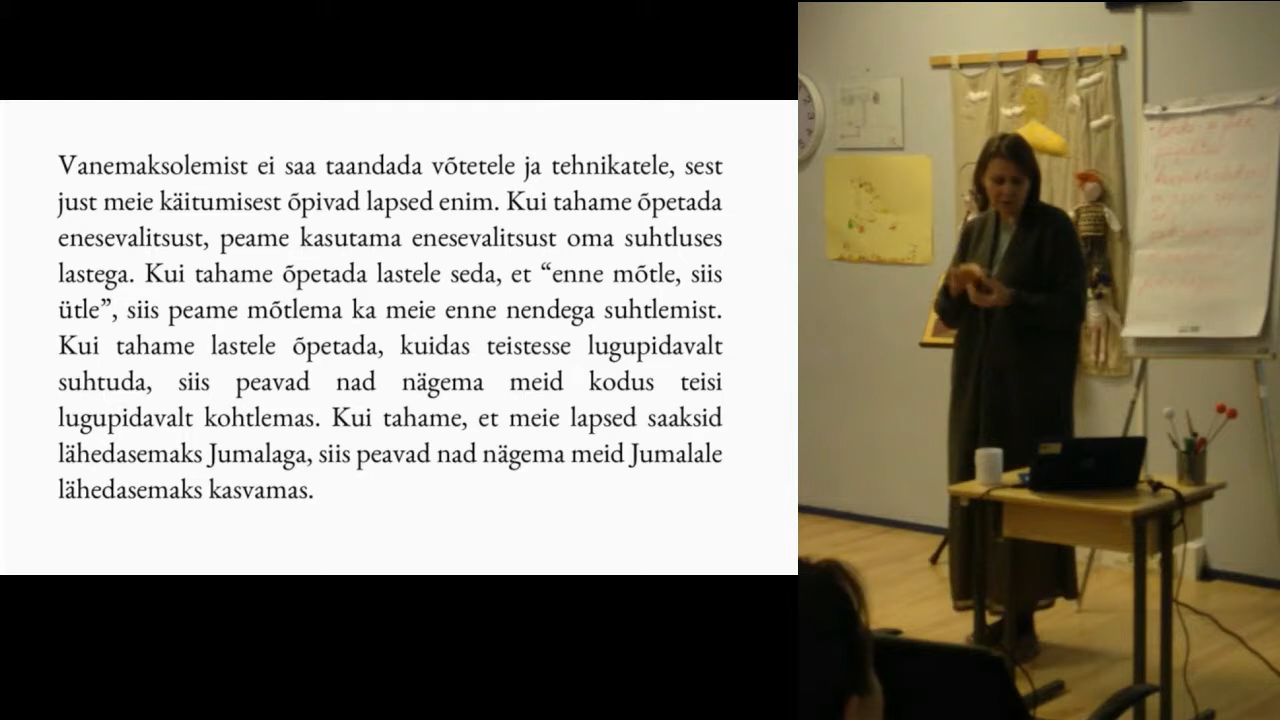 Vanemaksolemist ei saa taandada võtetele ja tehnikatele, sest
just meie käitumisest õpivad lapsed enim. Kui tahame õpetada
enesevalitsust, peame kasutama enesevalitsust oma suhtluses
lastega. Kui tahame õpetada lastele seda, et “enne mõtle, siis
ütle”, siis peame mõtlema ka meie enne nendega suhtlemist.
Kui tahame lastele õpetada, kuidas teistesse lugupidavalt
suhtuda, siis peavad nad nägema meid kodus teisi
lugupidavalt kohtlemas. Kui tahame, et meie lapsed saaksid
lähedasemaks Jumalaga, siis peavad nad nägema meid Jumalale
lähedasemaks kasvamas.